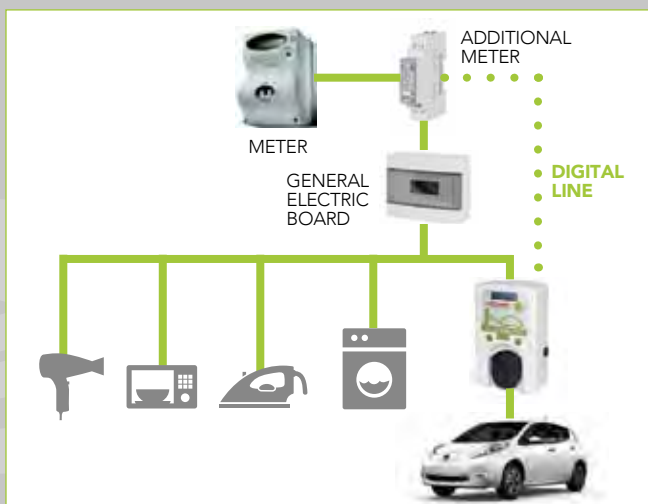 ADDITIONAL
METER
METER
GENERAL
ELECTRIC
BOARD
DIGITAL
LINE